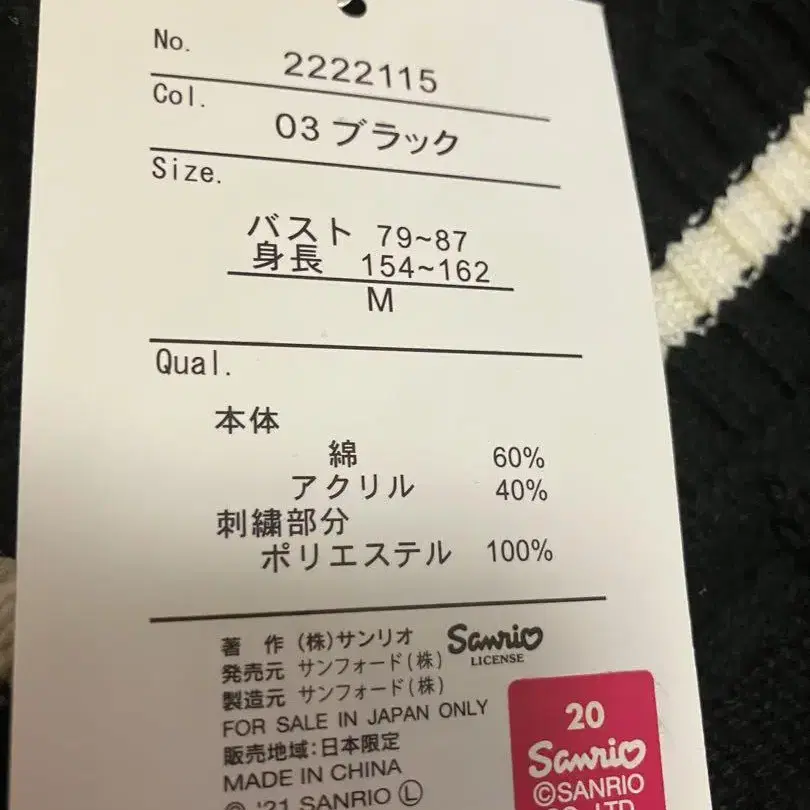 No.
2222115
Col.
03 ブラック
Size.
バスト 79~87
身長 154~162
M
Qual.
本体
綿 60%
アクリル 40%
刺繍部分
ポリエステル 100%
著 作 (株)サンリオ
Sanrio
LICENSE
発売元 サンフォード(株)
製造元 サンフォード(株)
FOR SALE IN JAPAN ONLY
販売地域:日本限定
MADE IN CHINA
© '21 SANRIO Ⓛ
20
Sanrio
©SANRIO
CO.,LTD.